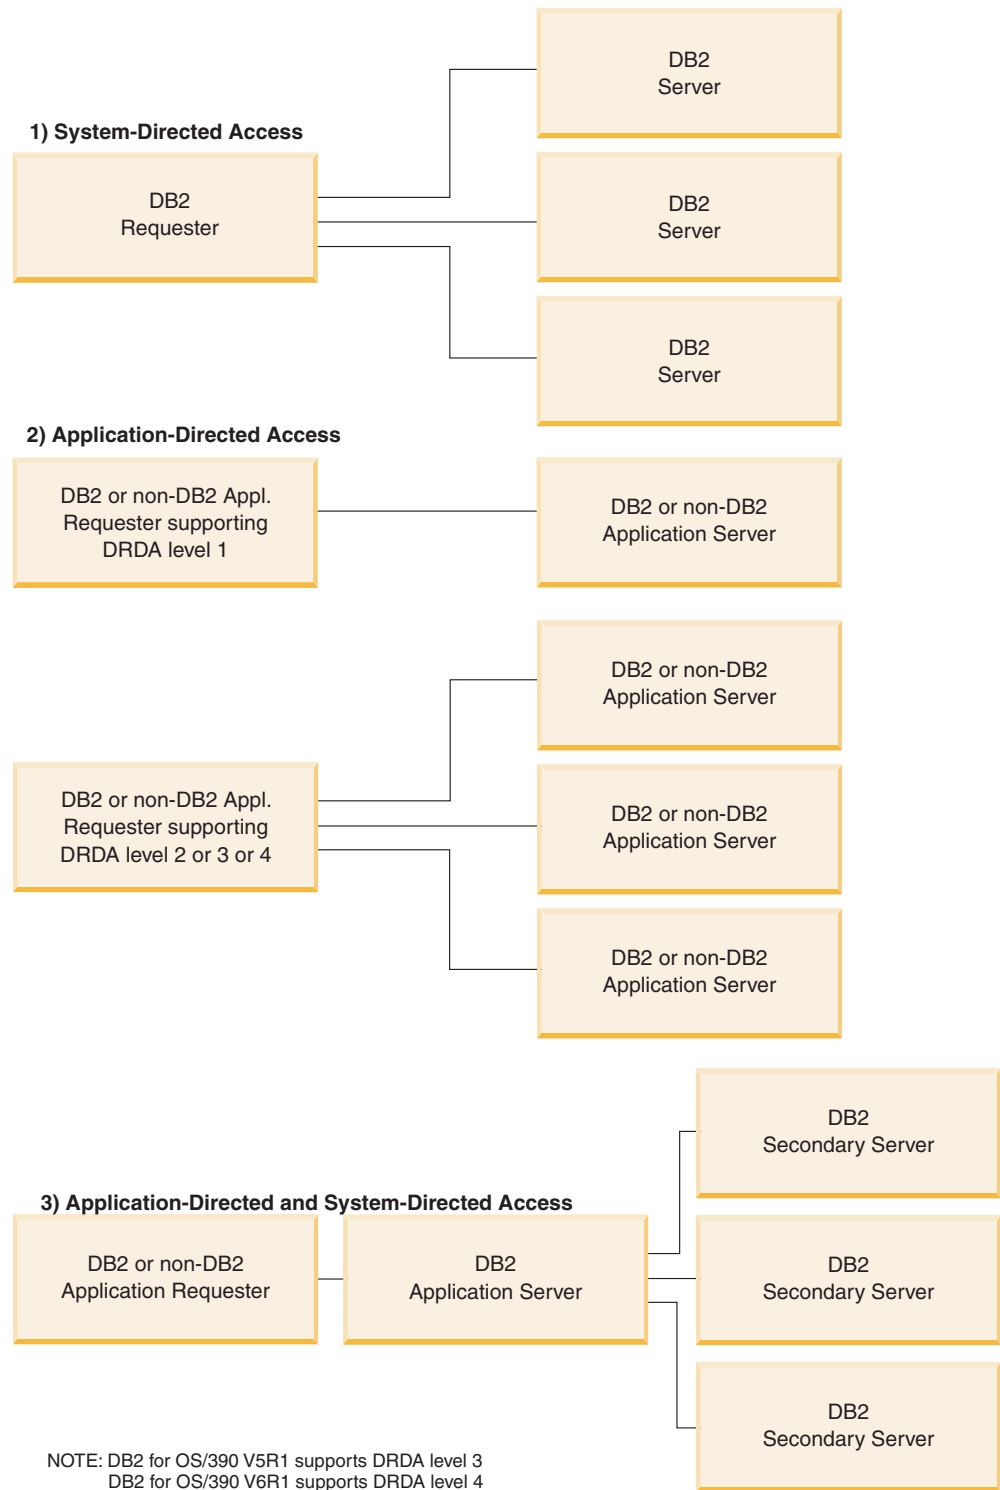 DB2
Server
1) System-Directed Access
DB2
Requester
DB2
Server
DB2
Server
2) Application-Directed Access
DB2 or non-DB2 Appl.
Requester supporting
DRDA level 1
DB2 or non-DB2
Application Server
DB2 or non-DB2
Application Server
DB2 or non-DB2 Appl.
Requester supporting
DRDA level 2 or 3 or 4
DB2 or non-DB2
Application Server
DB2 or non-DB2
Application Server
DB2
Secondary Server
3) Application-Directed and System-Directed Access
DB2 or non-DB2
Application Requester
DB2
Application Server
DB2
Secondary Server
DB2
Secondary Server
NOTE: DB2 for OS/390 V5R1 supports DRDA level 3
DB2 for OS/390 V6R1 supports DRDA level 4